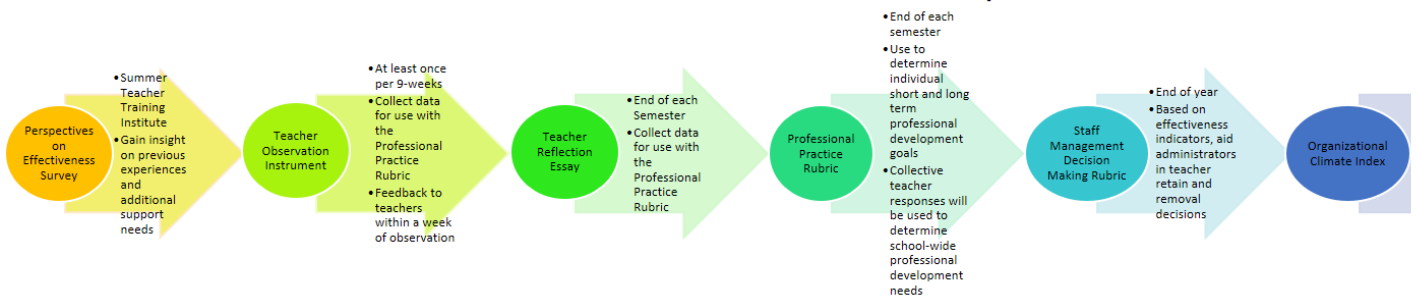 Perspectives
on
Effectiveness
Survey
•Summer
Teacher
Training
Institute
•Gain insight
on previous
experiences
and
additional
support
needs
Teacher
Observation
Instrument
•At least once
per 9-weeks
•Collect data
for use with
the
Professional
Practice
Rubric
•Feedback to
teachers
within a week
of observation
Teacher
Reflection
Essay
•End of each
Semester
•Collect data
for use with
the
Professional
Practice
Rubric
Professional
Practice
Rubric
•End of each
semester
•Use to
determine
individual
short and long
term
professional
development
goals
•Collective
teacher
responses will
be used to
determine
school-wide
professional
development
needs
Staff
Management
Decision
Making Rubric
•End of year
•Based on
effectiveness
indicators, aid
administrators
in teacher
retain and
removal
decisions
Organizational
Climate Index